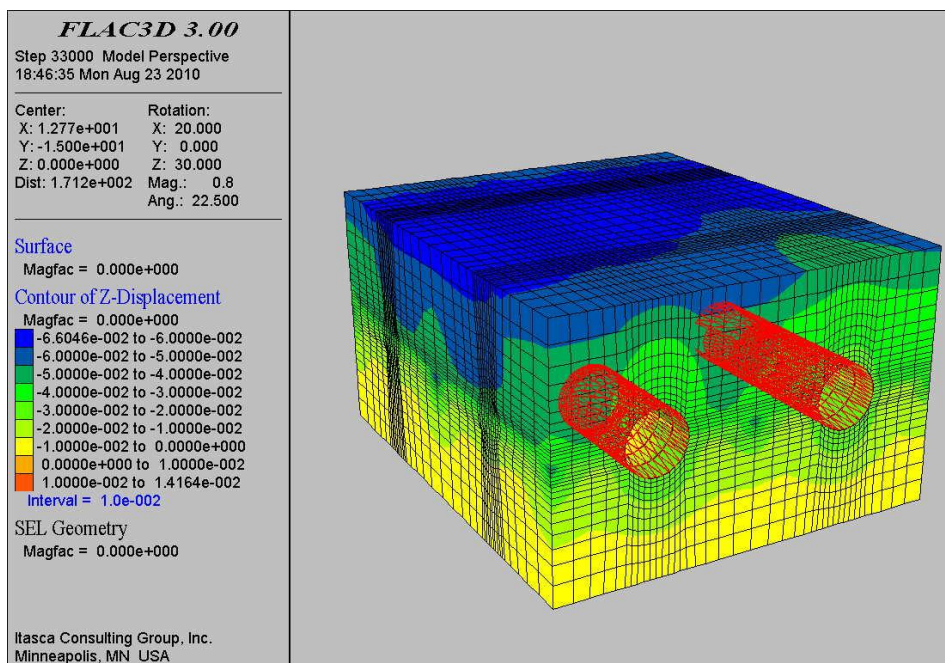 FLAC3D 3.00
Step 33000 Model Perspective
18:46:35 Mon Aug 23 2010
Center: Rotation:
X: 1.277e+001 X: 20.000
Y: -1.500e+001 Y: 0.000
Z: 0.000e+000 Z: 30.000
Dist: 1.712e+002 Mag.: 0.8
Ang.: 22.500
Surface
Magfac = 0.000e+000
Contour of Z-Displacement
Magfac = 0.000e+000
-6.6046e-002 to -6.0000e-002
-6.0000e-002 to -5.0000e-002
-5.0000e-002 to -4.0000e-002
-4.0000e-002 to -3.0000e-002
-3.0000e-002 to -2.0000e-002
-2.0000e-002 to -1.0000e-002
-1.0000e-002 to 0.0000e+000
0.0000e+000 to 1.0000e-002
1.0000e-002 to 1.4164e-002
Interval = 1.0e-002
SEL Geometry
Magfac = 0.000e+000
Itasca Consulting Group, Inc.
Minneapolis, MN USA